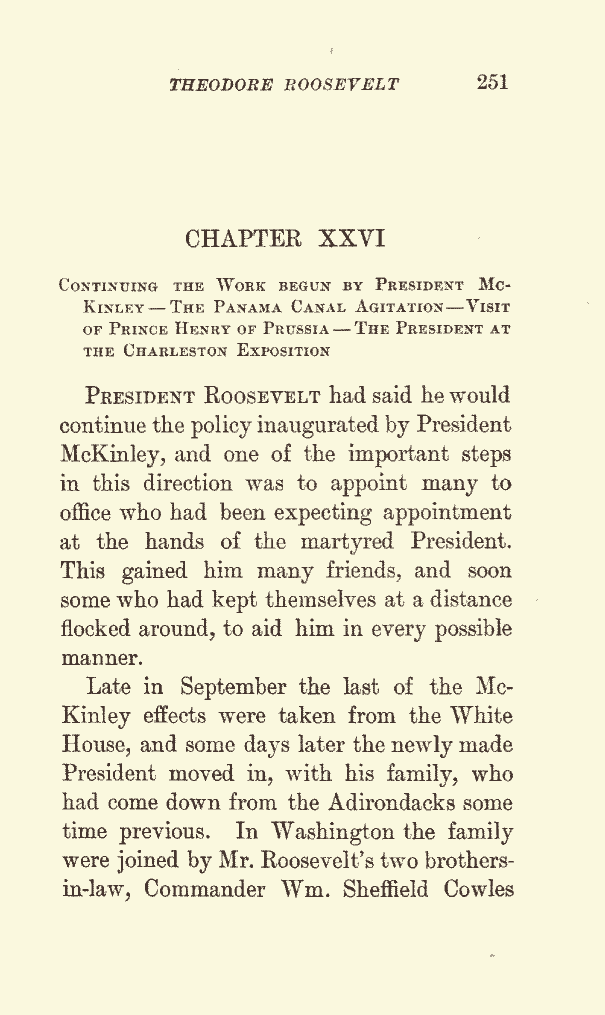 THEODORE ROOSEVELT 251
CHAPTER XXVI
CONTINUING THE WORK BEGUN BY PRESIDENT MC-
KINLEY — THE PANAMA CANAL AGITATION — VISIT
OF PRINCE HENRY OF PRUSSIA — THE PRESIDENT AT
THE CHARLESTON EXPOSITION
PRESIDENT ROOSEVELT had said he would
continue the policy inaugurated by President
McKinley, and one of the important steps
in this direction was to appoint many to
office who had been expecting appointment
at the hands of the martyred President.
This gained him many friends, and soon
some who had kept themselves at a distance
flocked around, to aid him in every possible
manner.
Late in September the last of the Mc-
Kinley effects were taken from the White
House, and some days later the newly made
President moved in, with his family, who
had come down from the Adirondacks some
time previous. In Washington the family
were joined by Mr. Roosevelt's two brothers-
in-law, Commander Wm. Sheffield Cowles